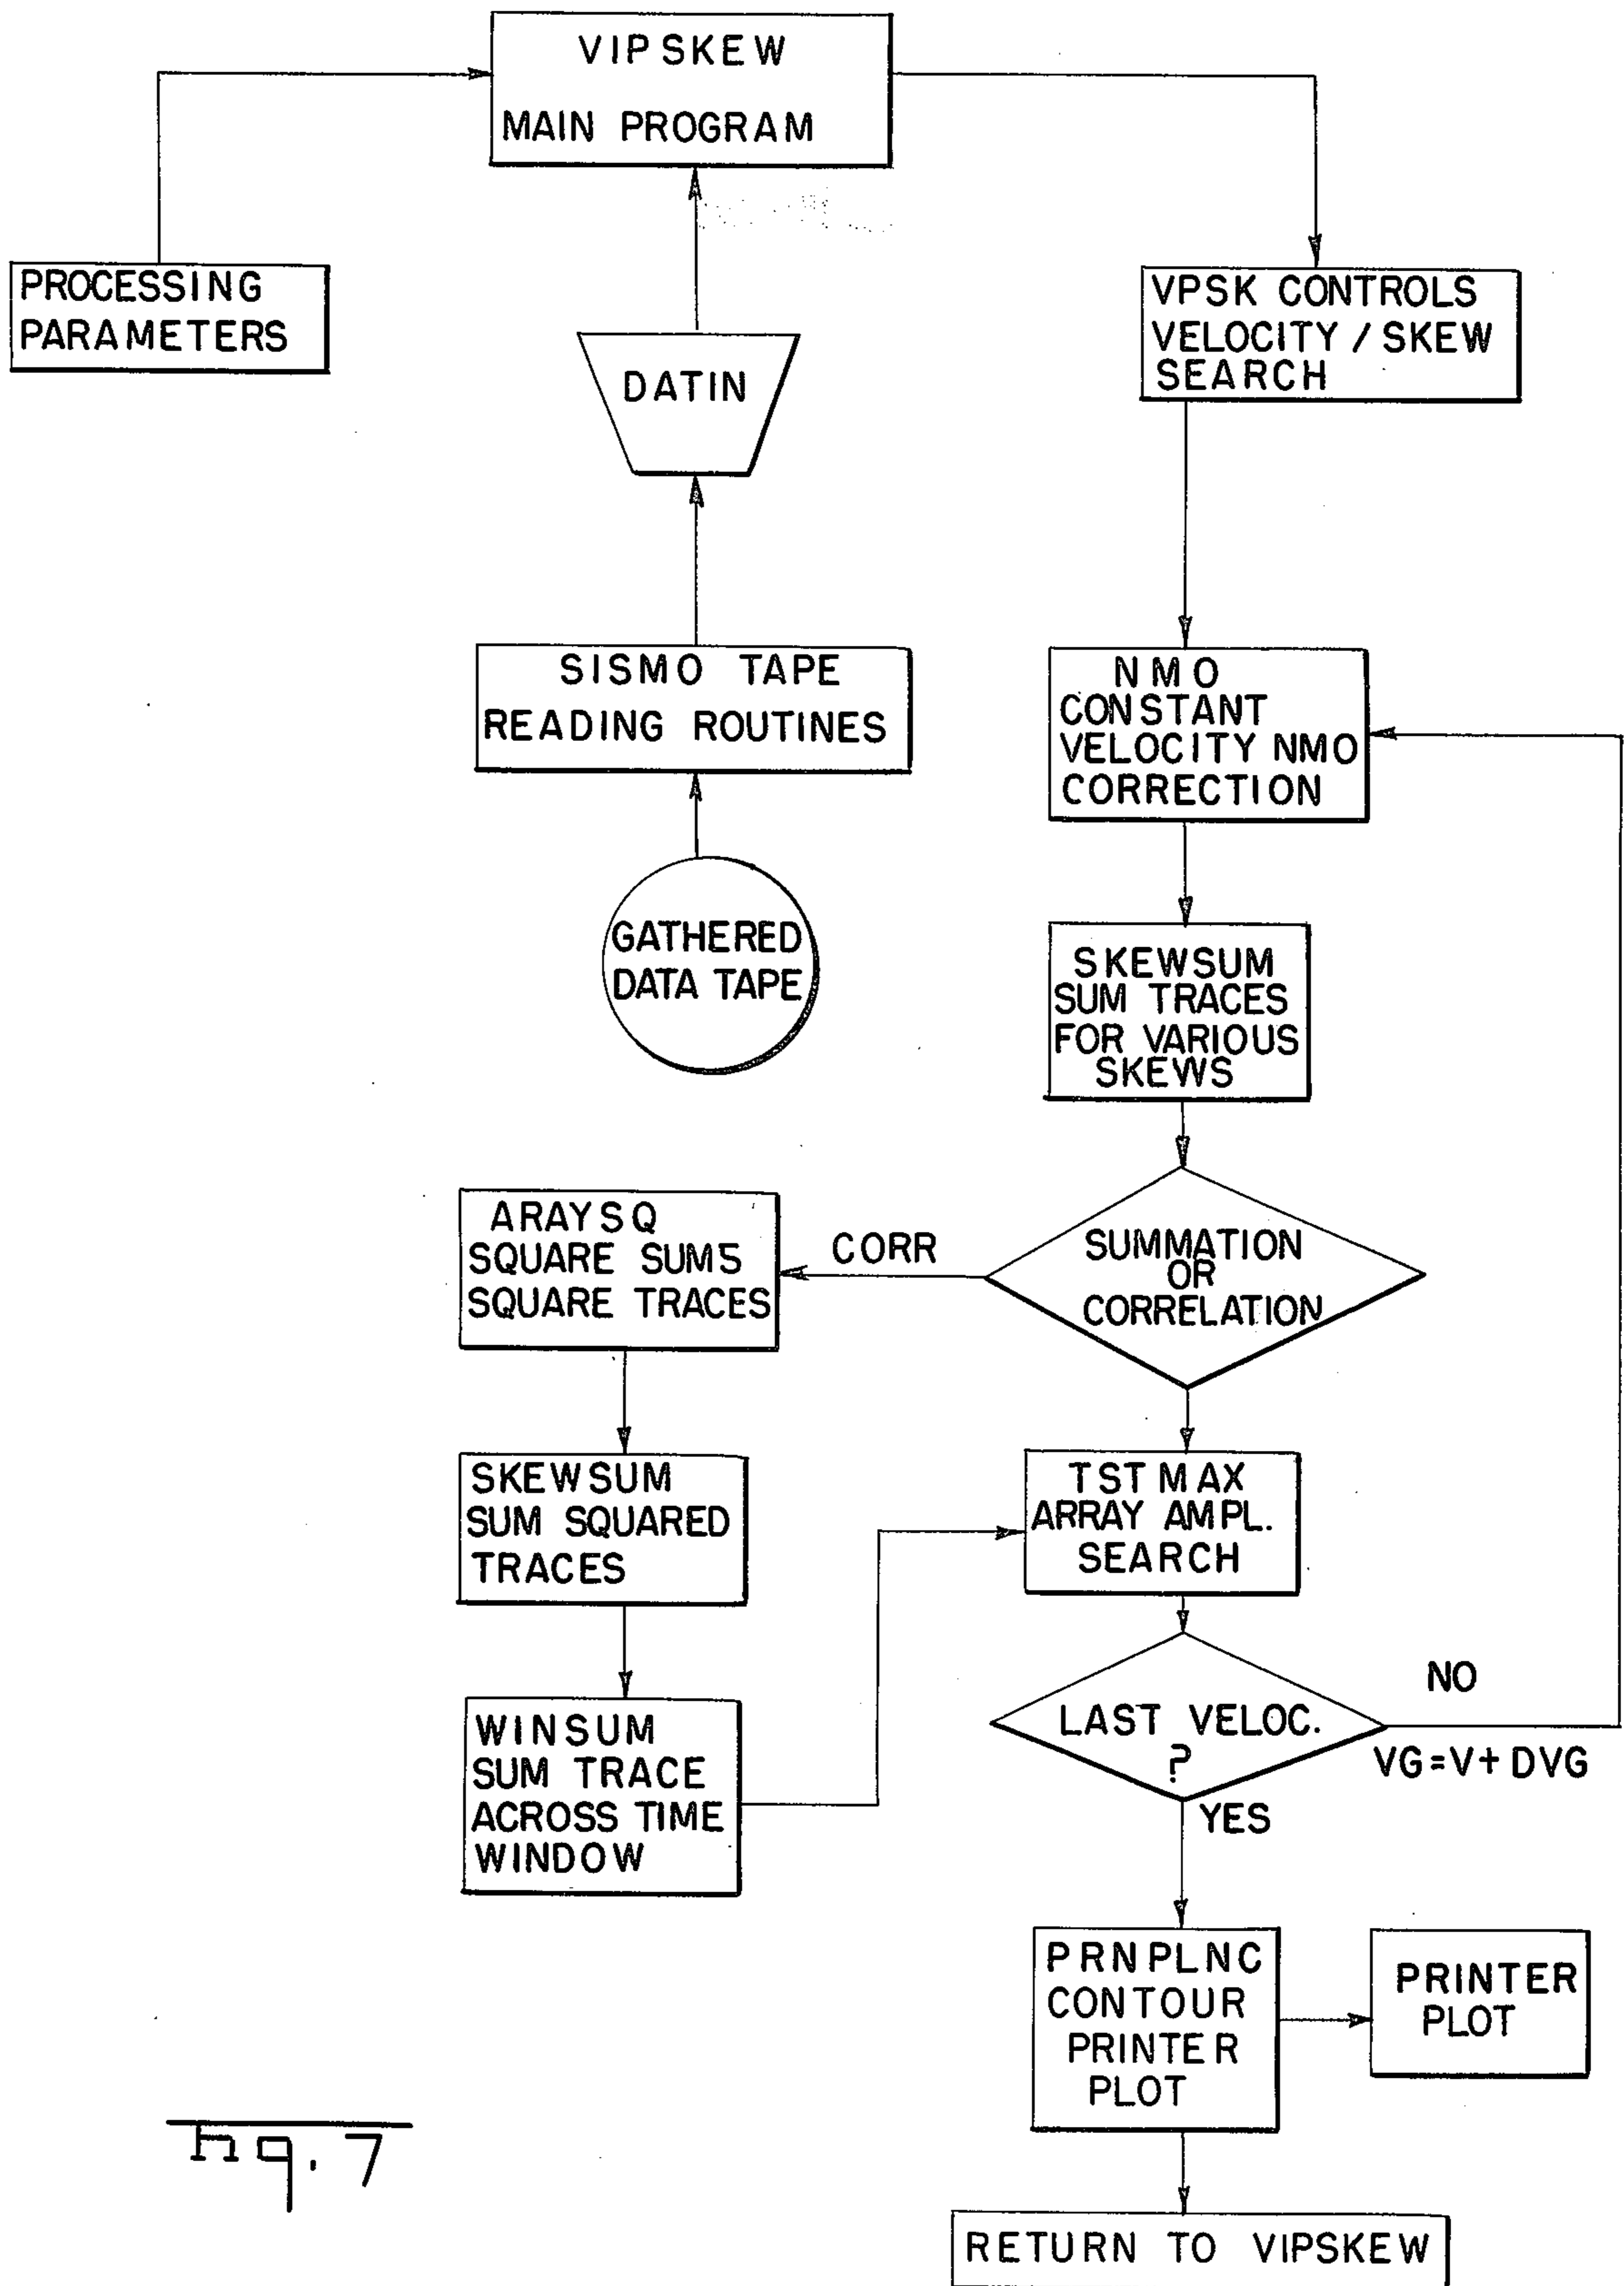 VIPSKEW
MAIN PROGRAM
PROCESSING
PARAMETERS
VPSK CONTROLS
VELOCITY / SKEW
SEARCH
DATIN
SISMO TAPE
READING ROUTINES
NMO
CONSTANT
VELOCITY NMO
CORRECTION
GATHERED
DATA TAPE
SKEWSUM
SUM TRACES
FOR VARIOUS
SKEWS
ARAYSQ
SQUARE SUMS
SQUARE TRACES
CORR
SUMMATION
OR
CORRELATION
SKEWSUM
SUM SQUARED
TRACES
TSTMAX
ARRAY AMPL.
SEARCH
WINSUM
SUM TRACE
ACROSS TIME
WINDOW
LAST VELOC.
?
NO
VG=V+DVG
YES
PRNPLNC
CONTOUR
PRINTER
PLOT
PRINTER
PLOT
Fig. 7
RETURN TO VIPSKEW